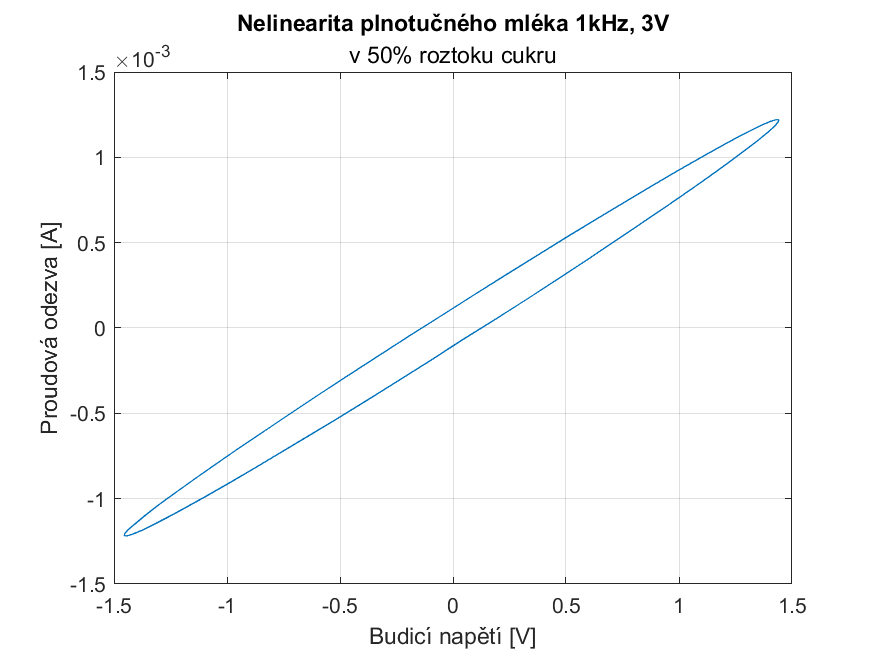 Nelinearita plnotučného mléka 1kHz, 3V
v 50% roztoku cukru
×10-3
1.5
1
0.5
0
-0.5
-1
-1.5
Proudová odezva [A]
-1.5 -1 -0.5 0 0.5 1 1.5
Budicí napětí [V]